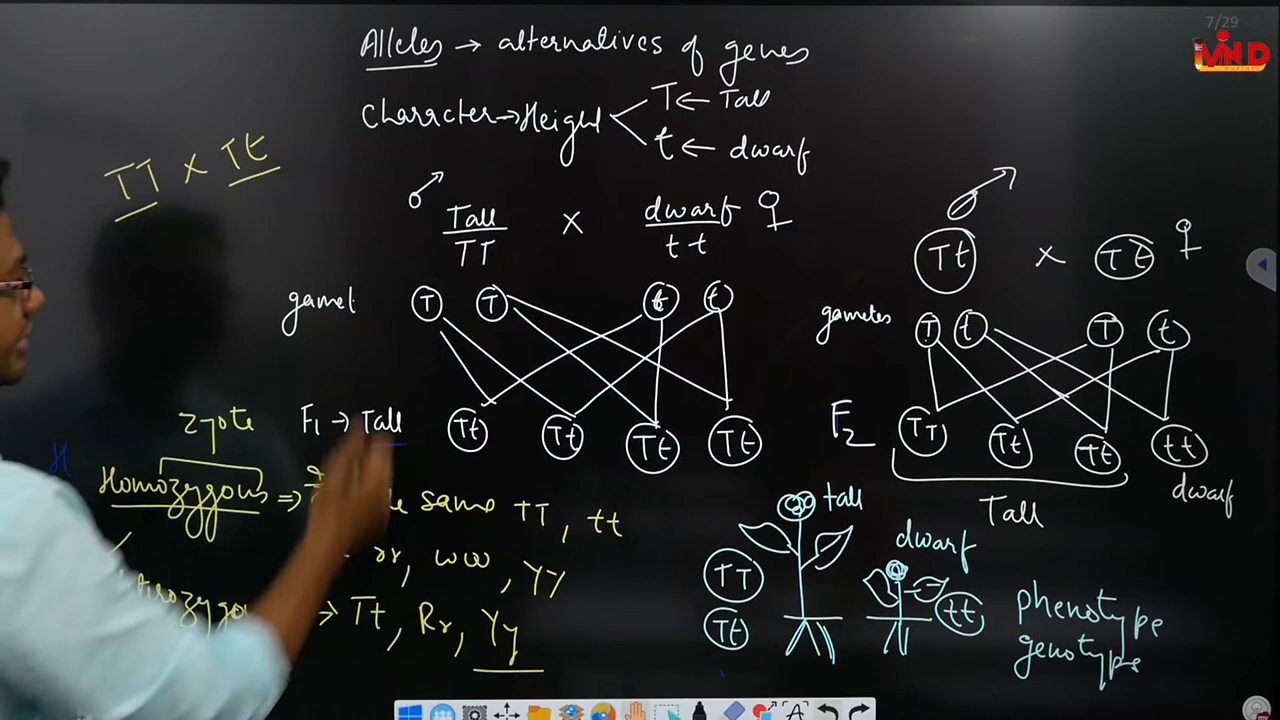 7/29
MIND
Alleles → alternatives of genes
Character → Height
T ← Tall
t ← dwarf
TT × Tt
♂ Tall × dwarf ♀
TT tt
gamet T T t t
F1 → Tall
Tt Tt Tt Tt
♂ Tt × Tt ♀
gametes T t T t
F2 TT Tt Tt tt
Tall dwarf
zyote
Homozygous ⇒ same TT, tt
rr, ww, yy
→ Tt, Rr, Yy
tall
dwarf
TT
Tt
tt
phenotype
genotype